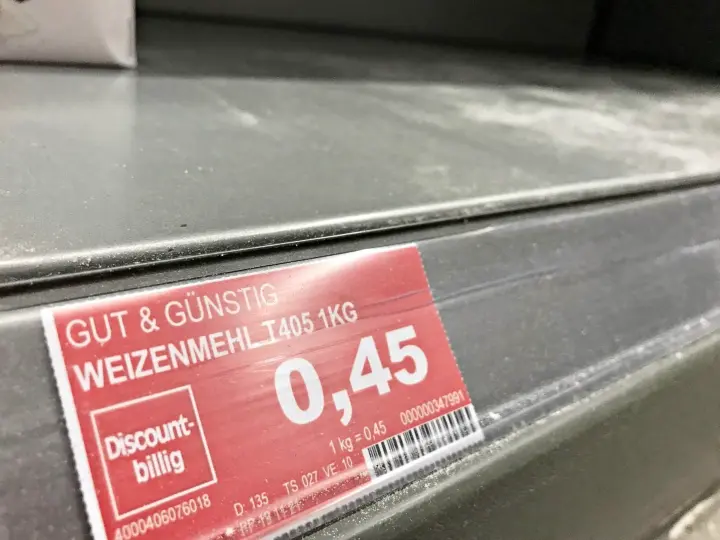 GUT & GÜNSTIG
WEIZENMEHL T405 1KG
0,45
Discount-
billig
1 kg = 0,45
000000347991
4000406076018
D: 135
TS 027 VE: 10